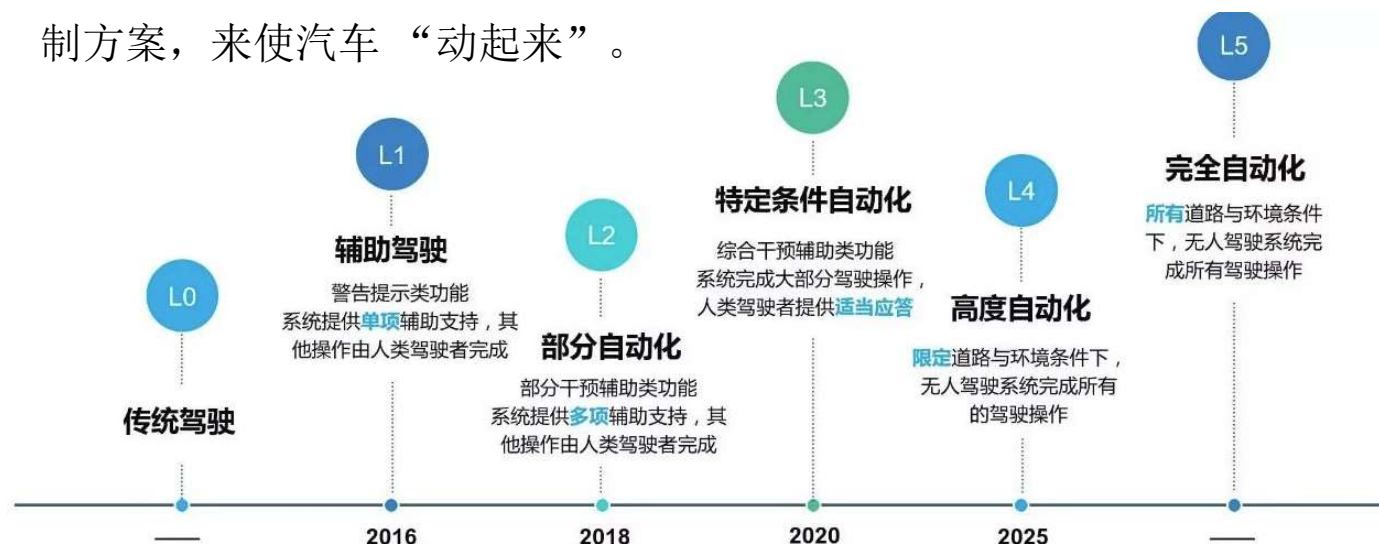 制方案，来使汽车 “动起来”。
L0
传统驾驶
——
L1
辅助驾驶
警告提示类功能
系统提供单项辅助支持，其
他操作由人类驾驶者完成
2016
L2
部分自动化
部分干预辅助类功能
系统提供多项辅助支持，其
他操作由人类驾驶者完成
2018
L3
特定条件自动化
综合干预辅助类功能
系统完成大部分驾驶操作，
人类驾驶者提供适当应答
2020
L4
高度自动化
限定道路与环境条件下，
无人驾驶系统完成所有
的驾驶操作
2025
L5
完全自动化
所有道路与环境条件
下，无人驾驶系统完
成所有驾驶操作
——